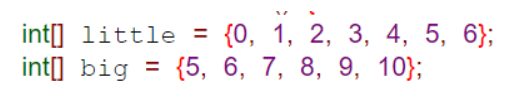 int[] little = {0, 1, 2, 3, 4, 5, 6};
int[] big = {5, 6, 7, 8, 9, 10};